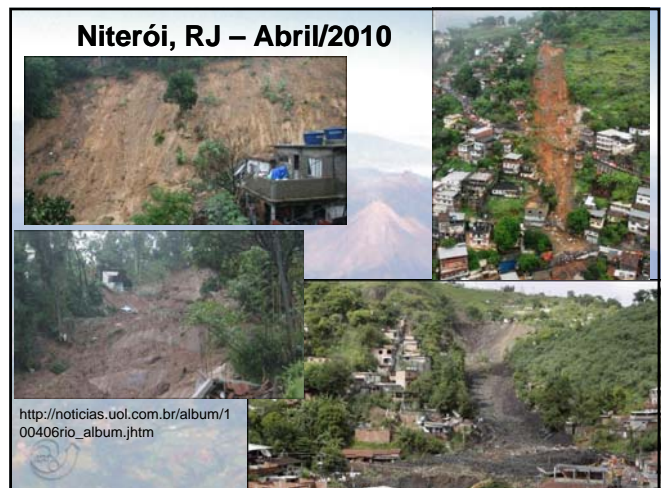 Niterói, RJ – Abril/2010
http://noticias.uol.com.br/album/1
00406rio_album.jhtm